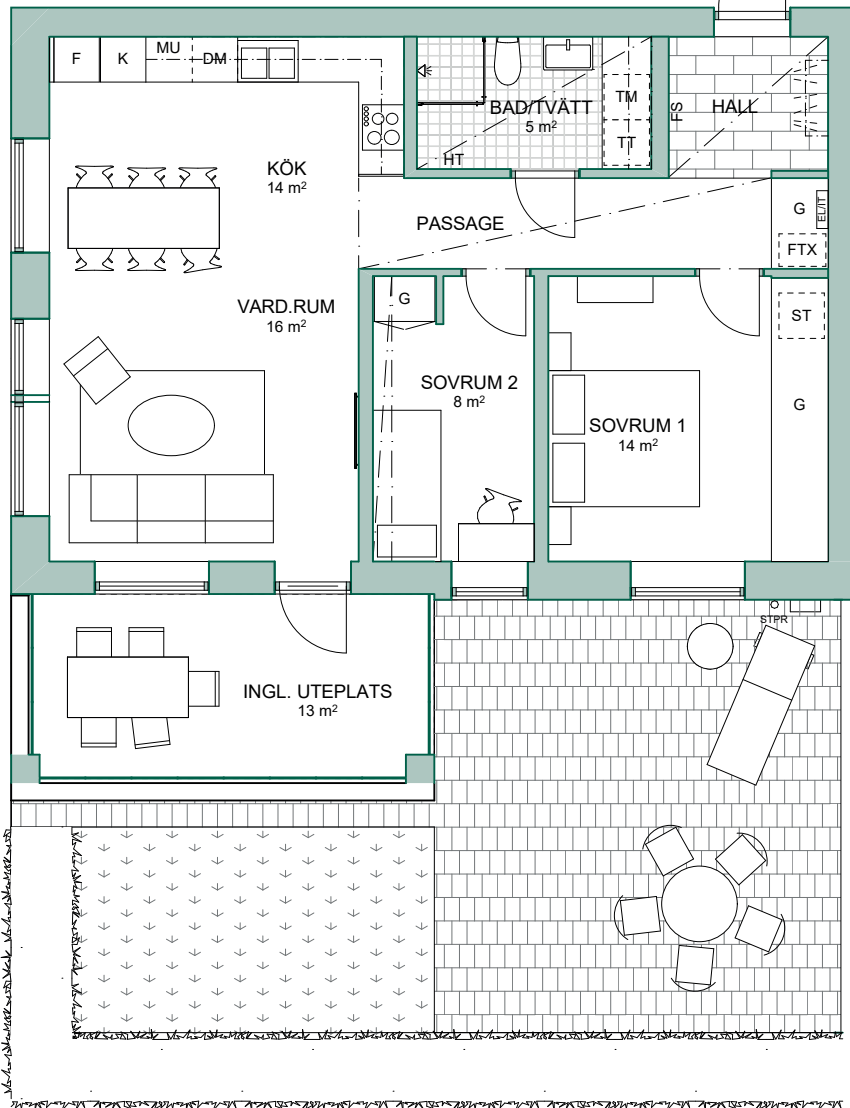 F
K
MU
DM
BAD/TVÄTT
5 m²
TM
TT
HT
FS
HALL
KÖK
14 m²
PASSAGE
G
EL/IT
FTX
VARD.RUM
16 m²
G
ST
SOVRUM 2
8 m²
SOVRUM 1
14 m²
G
STPR
INGL. UTEPLATS
13 m²